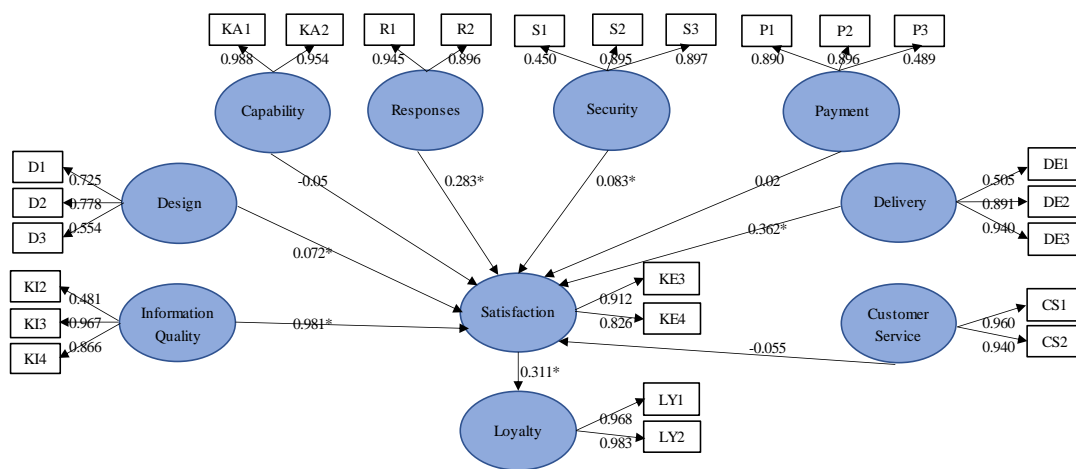 KA1 KA2 R1 R2 S1 S2 S3 P1 P2 P3
0.988 0.954 0.945 0.896 0.450 0.895 0.897 0.890 0.896 0.489
Capability Responses Security Payment
D1
0.725
D2
0.778
D3
0.554
Design
-0.05
0.283*
0.083*
0.02
Delivery
DE1
0.505
DE2
0.891
DE3
0.940
0.072*
0.362*
KI2
0.481
KI3
0.967
KI4
0.866
Information
Quality
0.981*
Satisfaction
KE3
0.912
KE4
0.826
Customer
Service
CS1
0.960
CS2
0.940
-0.055
0.311*
Loyalty
LY1
0.968
LY2
0.983